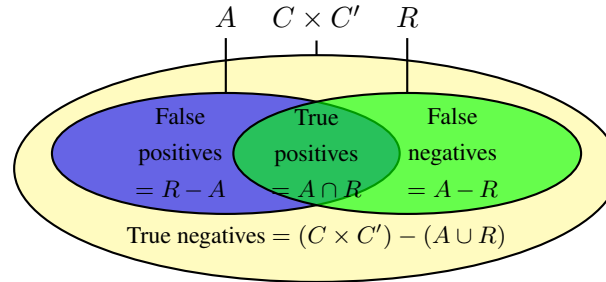 A C × C′ R
False True False
positives positives negatives
= R − A = A ∩ R = A − R
True negatives = (C × C′) − (A ∪ R)